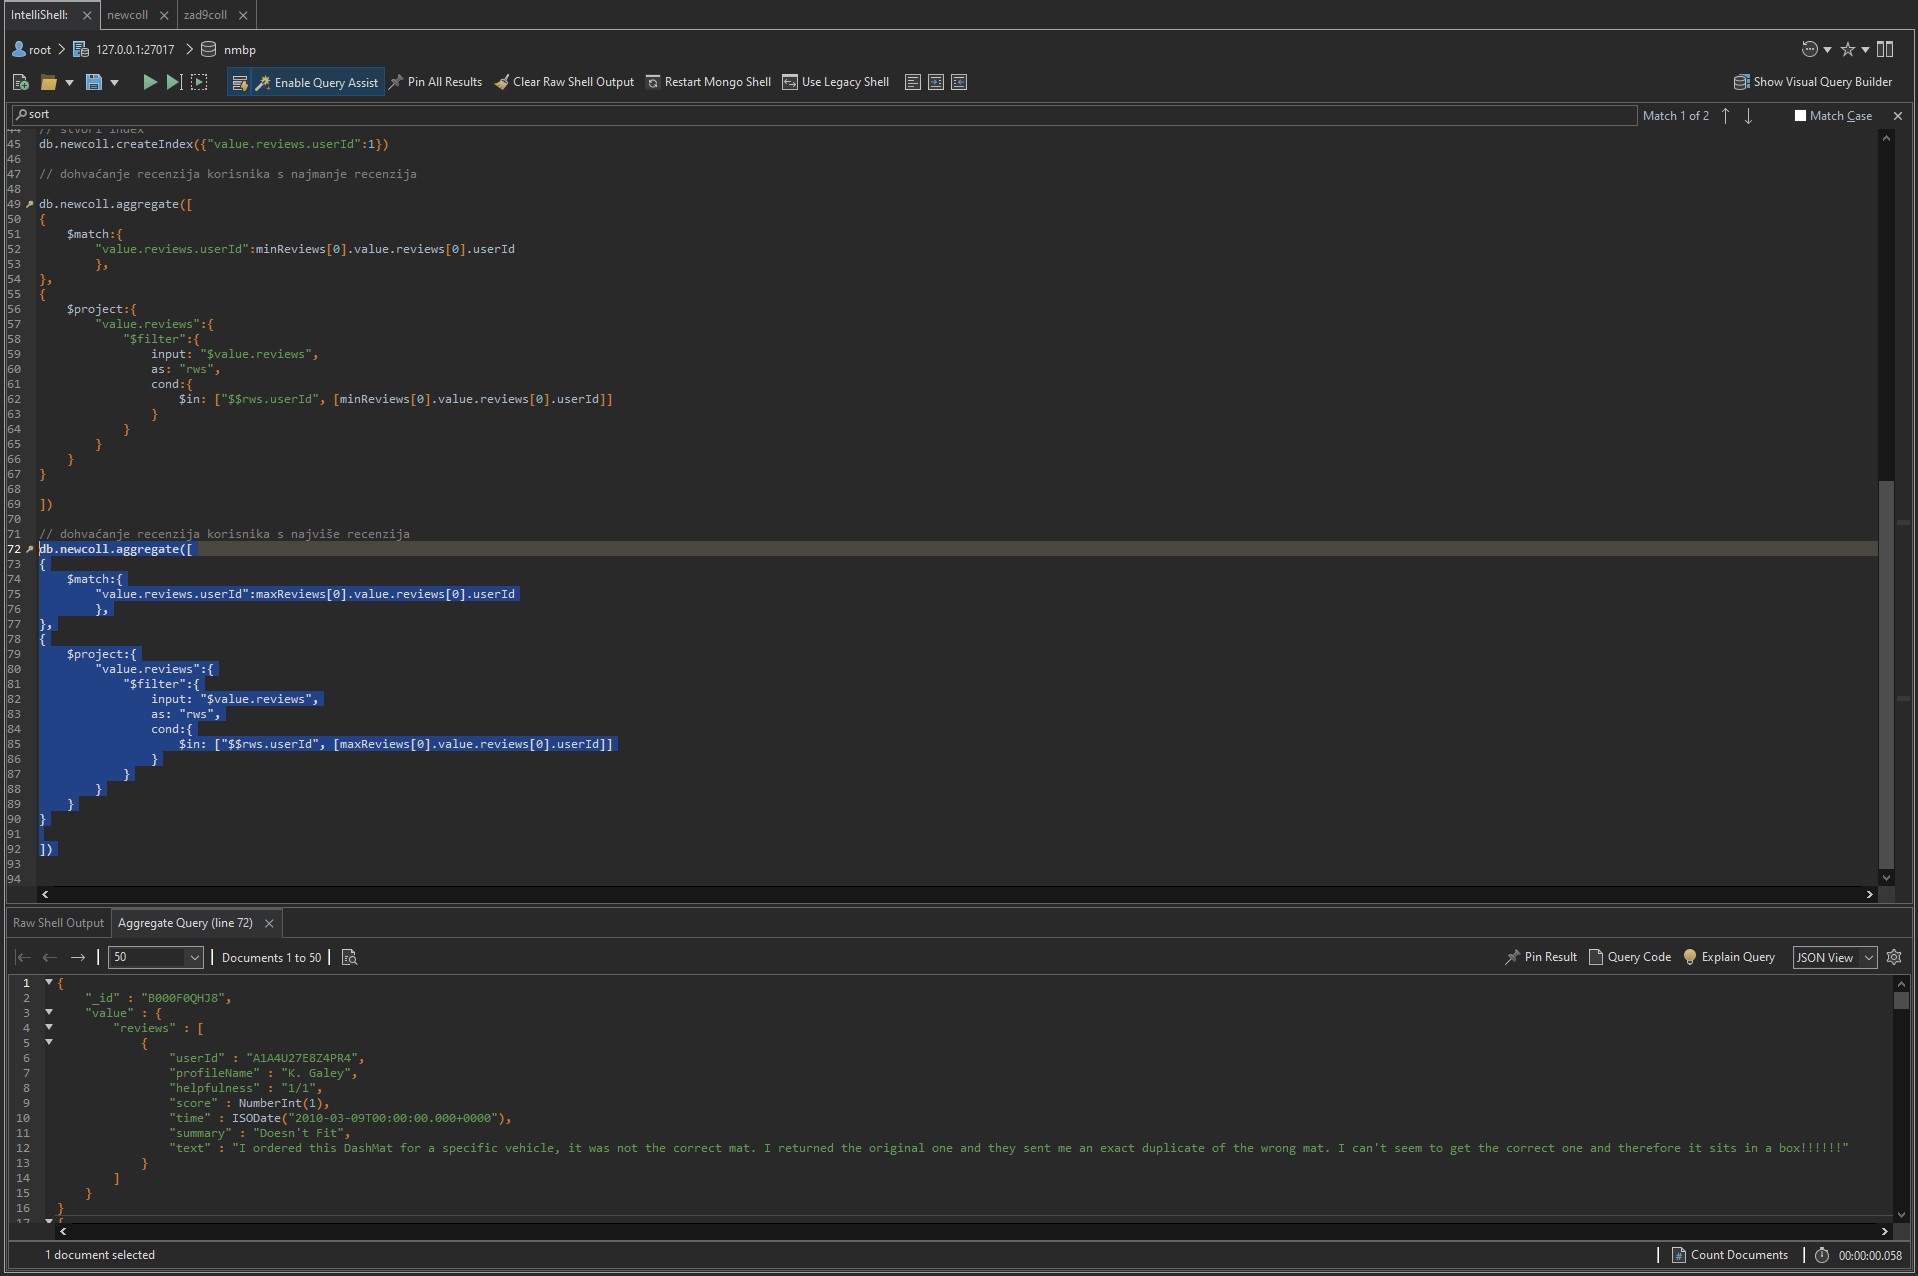 IntelliShell:
newcoll
zad9coll
root
127.0.0.1:27017
nmbp
Enable Query Assist
Pin All Results
Clear Raw Shell Output
Restart Mongo Shell
Use Legacy Shell
Show Visual Query Builder
sort
Match 1 of 2
Match Case
44 // stvori index
45 db.newcoll.createIndex({"value.reviews.userId":1})
46
47 // dohvaćanje recenzija korisnika s najmanje recenzija
48
49 db.newcoll.aggregate([
50 {
51 $match:{
52 "value.reviews.userId":minReviews[0].value.reviews[0].userId
53 },
54 },
55 {
56 $project:{
57 "value.reviews":{
58 "$filter":{
59 input: "$value.reviews",
60 as: "rws",
61 cond:{
62 $in: ["$$rws.userId", [minReviews[0].value.reviews[0].userId]]
63 }
64 }
65 }
66 }
67 }
68
69 ])
70
71 // dohvaćanje recenzija korisnika s najviše recenzija
72 db.newcoll.aggregate([
73 {
74 $match:{
75 "value.reviews.userId":maxReviews[0].value.reviews[0].userId
76 },
77 },
78 {
79 $project:{
80 "value.reviews":{
81 "$filter":{
82 input: "$value.reviews",
83 as: "rws",
84 cond:{
85 $in: ["$$rws.userId", [maxReviews[0].value.reviews[0].userId]]
86 }
87 }
88 }
89 }
90 }
91
92 ])
93
94
Raw Shell Output
Aggregate Query (line 72)
50
Documents 1 to 50
Pin Result
Query Code
Explain Query
JSON View
1 {
2 "_id" : "B000F0QHJ8",
3 "value" : {
4 "reviews" : [
5 {
6 "userId" : "A1A4U27E8Z4PR4",
7 "profileName" : "K. Galey",
8 "helpfulness" : "1/1",
9 "score" : NumberInt(1),
10 "time" : ISODate("2010-03-09T00:00:00.000+0000"),
11 "summary" : "Doesn't Fit",
12 "text" : "I ordered this DashMat for a specific vehicle, it was not the correct mat. I returned the original one and they sent me an exact duplicate of the wrong mat. I can't seem to get the correct one and therefore it sits in a box!!!!!!"
13 }
14 ]
15 }
16 }
17 {
1 document selected
Count Documents
00:00:00.058